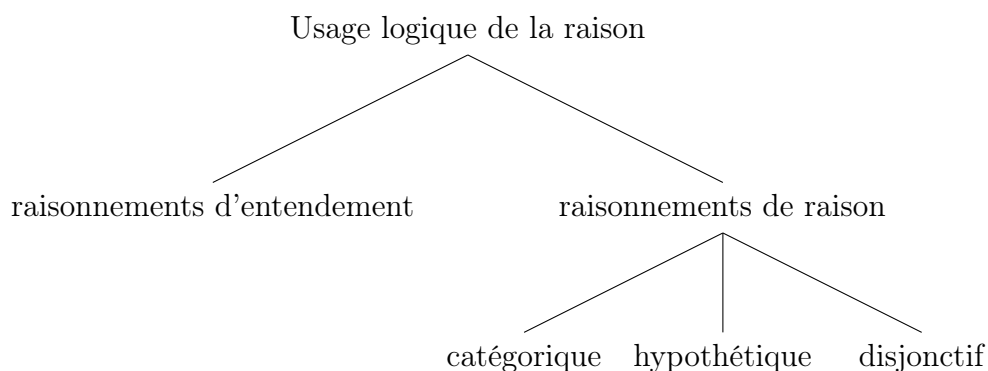 Usage logique de la raison
raisonnements d'entendement raisonnements de raison
catégorique hypothétique disjonctif